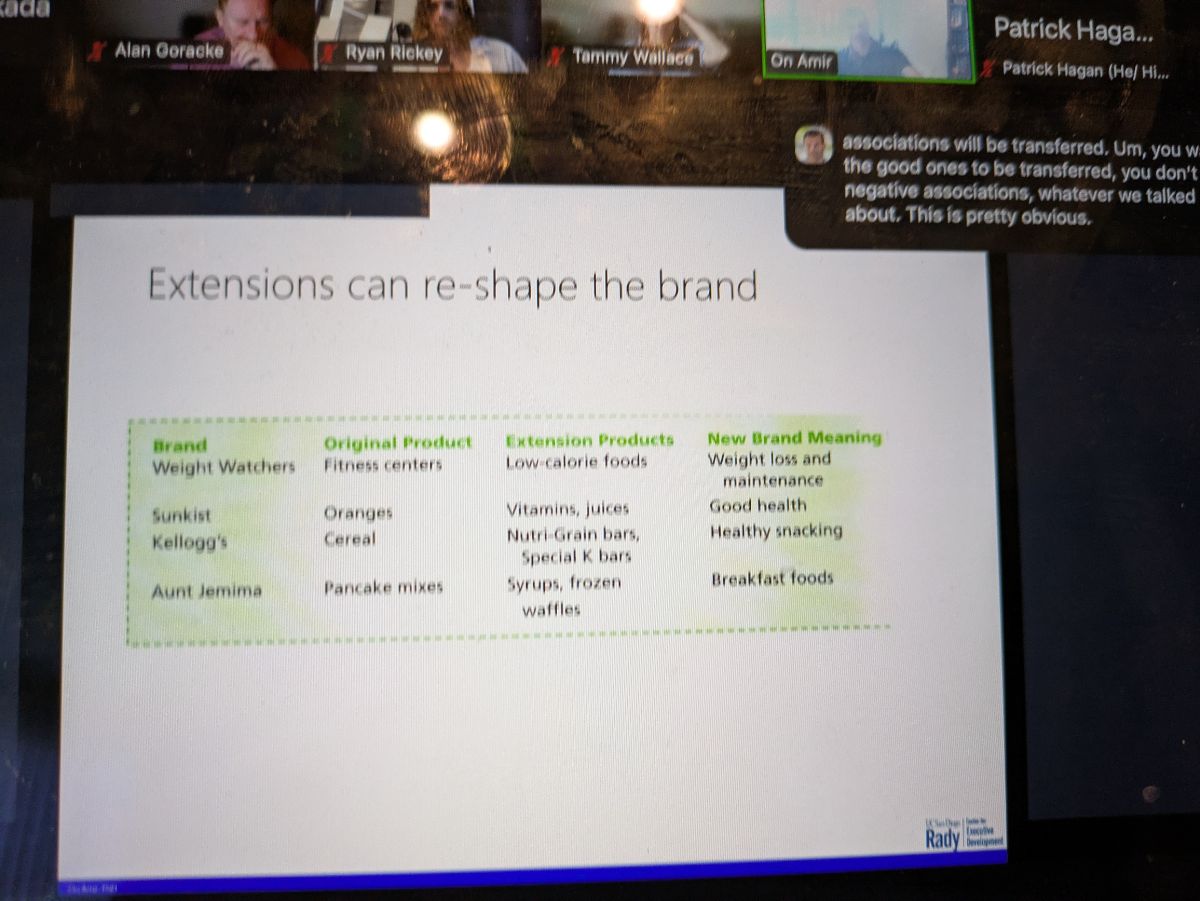 kada
Alan Goracke
Ryan Rickey
Tammy Wallace
On Amir
Patrick Haga...
Patrick Hagan (He/ Hi...
associations will be transferred. Um, you w
the good ones to be transferred, you don't
negative associations, whatever we talked
about. This is pretty obvious.
Extensions can re-shape the brand
Brand Original Product Extension Products New Brand Meaning
Weight Watchers Fitness centers Low-calorie foods Weight loss and
maintenance
Sunkist Oranges Vitamins, juices Good health
Kellogg's Cereal Nutri-Grain bars, Healthy snacking
Special K bars
Aunt Jemima Pancake mixes Syrups, frozen Breakfast foods
waffles
UC San Diego
Rady
Center for
Executive
Development